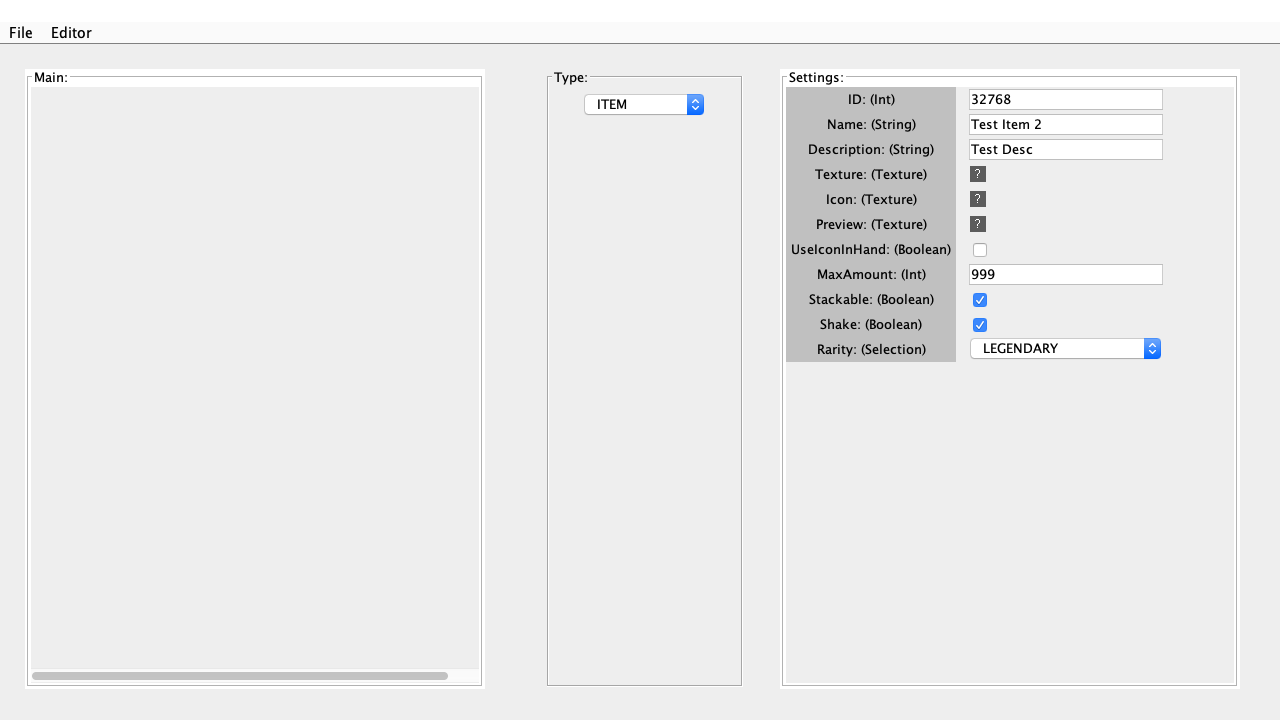 File Editor
Main:
Type:
ITEM
Settings:
ID: (Int) 32768
Name: (String) Test Item 2
Description: (String) Test Desc
Texture: (Texture) ?
Icon: (Texture) ?
Preview: (Texture) ?
UseIconInHand: (Boolean)
MaxAmount: (Int) 999
Stackable: (Boolean)
Shake: (Boolean)
Rarity: (Selection) LEGENDARY